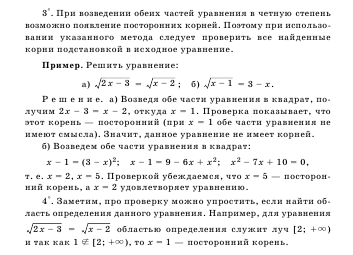 3°. При возведении обеих частей уравнения в четную степень
возможно появление посторонних корней. Поэтому при использо-
вании указанного метода следует проверить все найденные
корни подстановкой в исходное уравнение.
Пример. Решить уравнение:
а) √(2x − 3) = √(x − 2) ; б) √(x − 1) = 3 − x.
Решение. а) Возведя обе части уравнения в квадрат, по-
лучим 2x − 3 = x − 2, откуда x = 1. Проверка показывает, что
этот корень — посторонний (при x = 1 обе части уравнения не
имеют смысла). Значит, данное уравнение не имеет корней.
б) Возведем обе части уравнения в квадрат:
x − 1 = (3 − x)²; x − 1 = 9 − 6x + x²; x² − 7x + 10 = 0,
т. е. x = 2, x = 5. Проверкой убеждаемся, что x = 5 — посторон-
ний корень, а x = 2 удовлетворяет уравнению.
4°. Заметим, про проверку можно упростить, если найти об-
ласть определения данного уравнения. Например, для уравнения
√(2x − 3) = √(x − 2) областью определения служит луч [2; +∞)
и так как 1 ∉ [2; +∞), то x = 1 — посторонний корень.